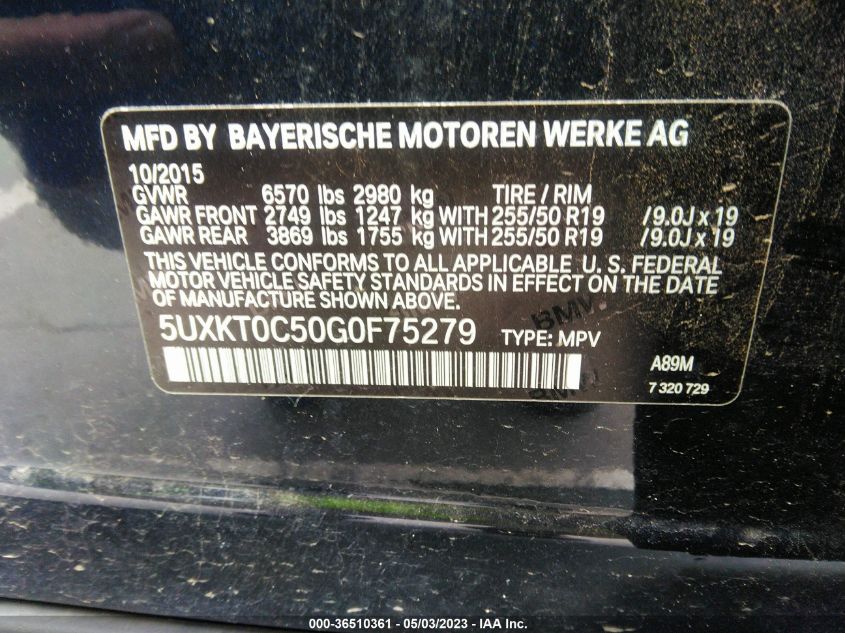 MFD BY BAYERISCHE MOTOREN WERKE AG
10/2015
GVWR 6570 lbs 2980 kg TIRE / RIM
GAWR FRONT 2749 lbs 1247 kg WITH 255/50 R19 /9.0J x 19
GAWR REAR 3869 lbs 1755 kg WITH 255/50 R19 /9.0J x 19
THIS VEHICLE CONFORMS TO ALL APPLICABLE U. S. FEDERAL
MOTOR VEHICLE SAFETY STANDARDS IN EFFECT ON THE DATE
OF MANUFACTURE SHOWN ABOVE.
5UXKT0C50G0F75279 TYPE: MPV
BMW
A89M
7 320 729
000-36510361 - 05/03/2023 - IAA Inc.